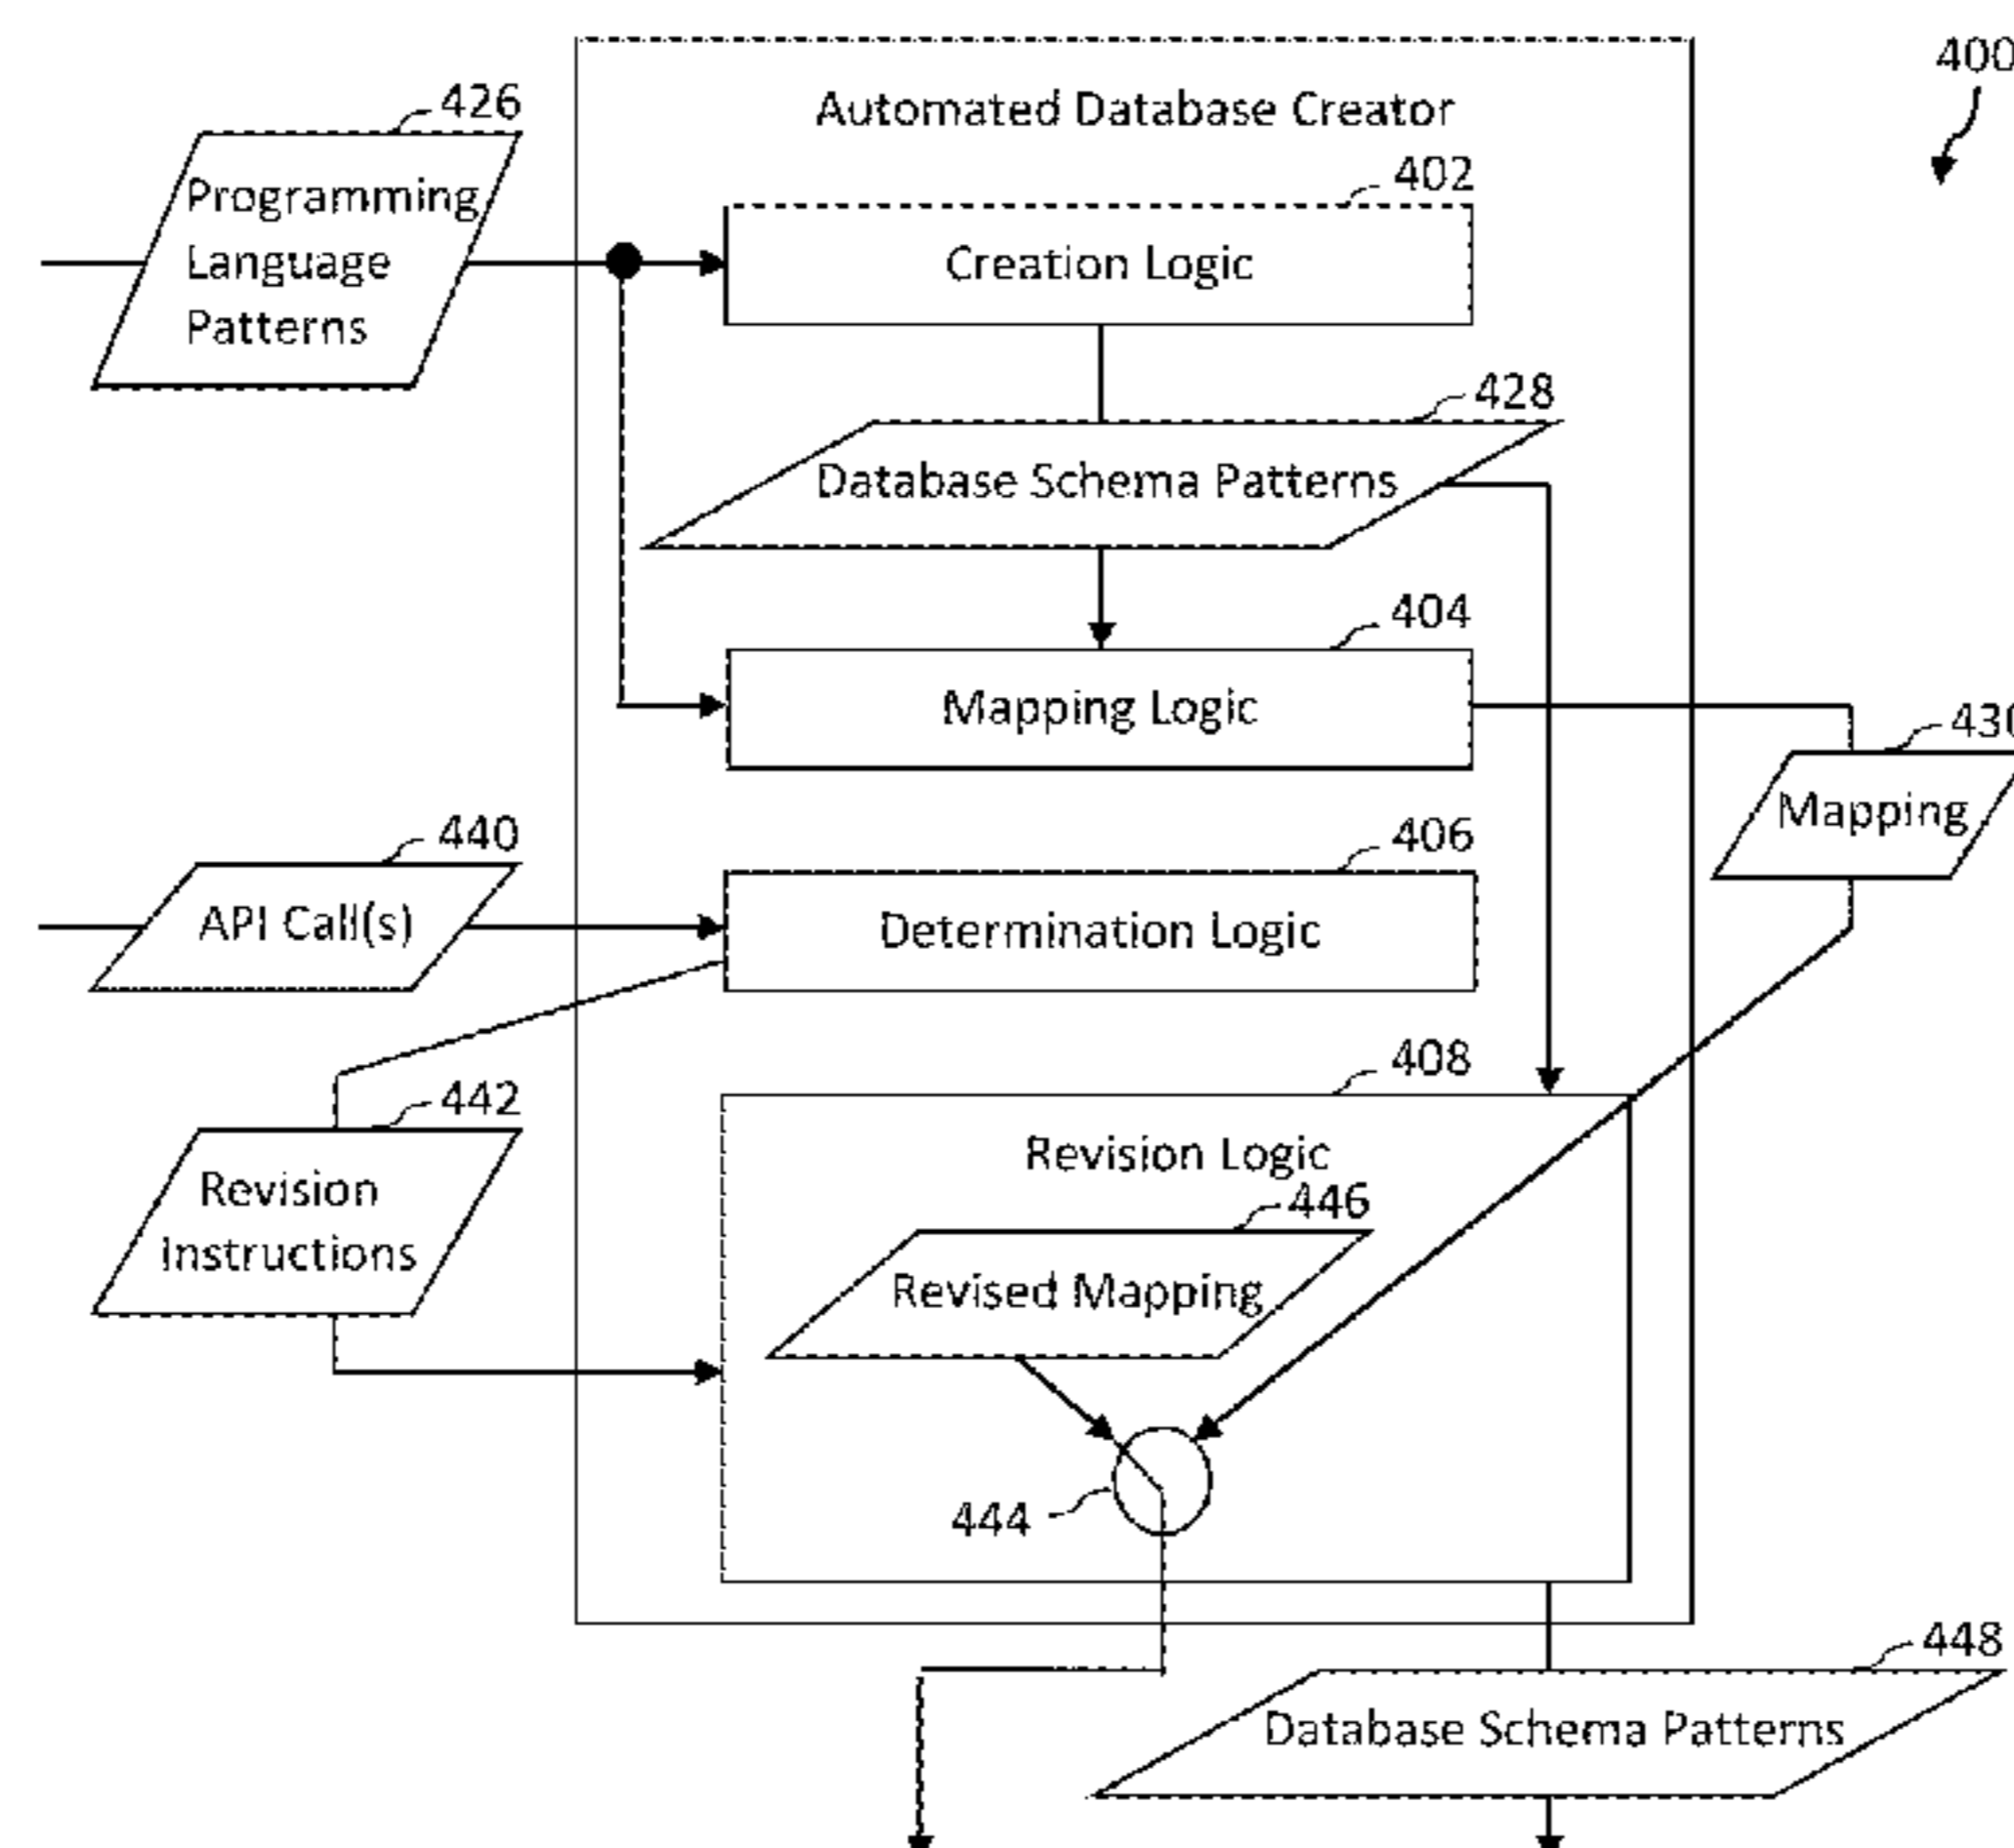 400
Automated Database Creator
426
Programming
Language
Patterns
402
Creation Logic
428
Database Schema Patterns
404
Mapping Logic
430
Mapping
440
API Call(s)
406
Determination Logic
442
Revision
Instructions
408
Revision Logic
446
Revised Mapping
444
448
Database Schema Patterns